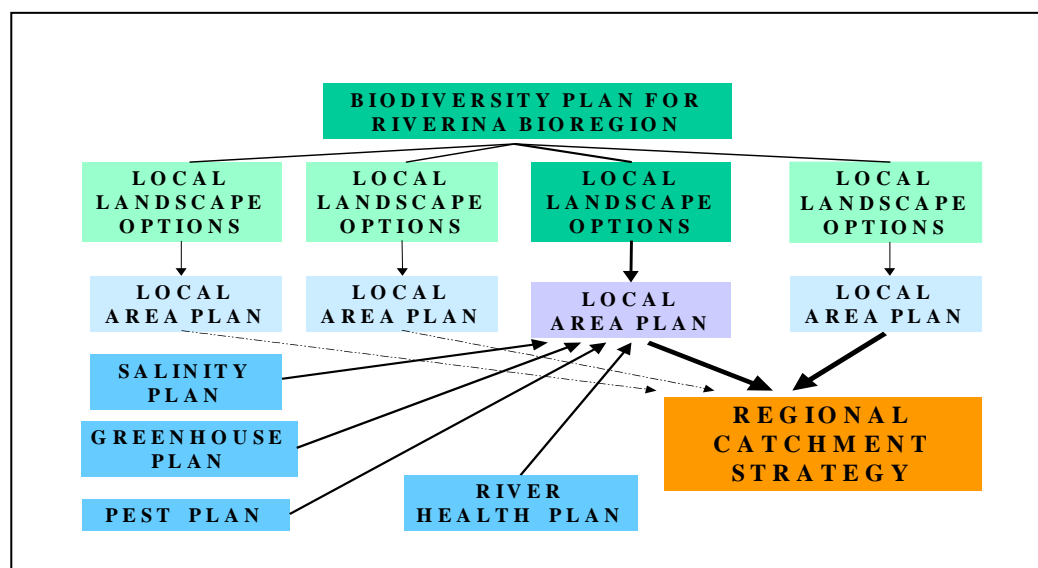 BIODIVERSITY PLAN FOR
RIVERINA BIOREGION
LOCAL
LANDSCAPE
OPTIONS
LOCAL
LANDSCAPE
OPTIONS
LOCAL
LANDSCAPE
OPTIONS
LOCAL
LANDSCAPE
OPTIONS
LOCAL
AREA PLAN
LOCAL
AREA PLAN
LOCAL
AREA PLAN
LOCAL
AREA PLAN
SALINITY
PLAN
GREENHOUSE
PLAN
PEST PLAN
RIVER
HEALTH PLAN
REGIONAL
CATCHMENT
STRATEGY